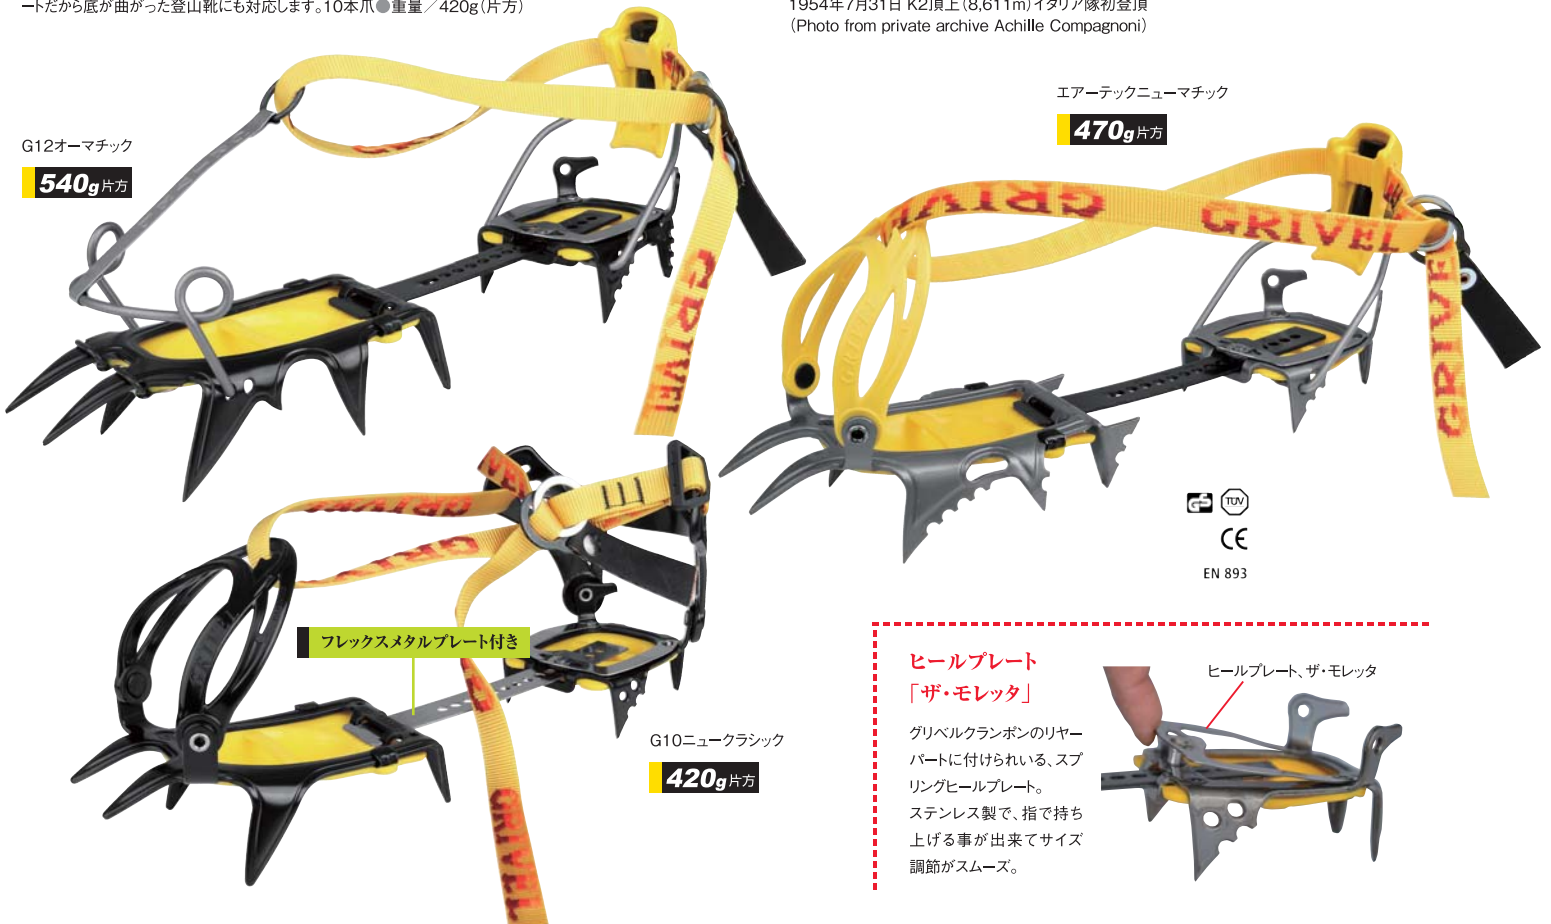 ートだから底が曲がった登山靴にも対応します。10本爪●重量／420g（片方）
1954年7月31日 K2頂上（8,611m）イタリア隊初登頂
（Photo from private archive Achille Compagnoni）
G12オーマチック
540g片方
GRIVEL
エアーテックニューマチック
470g片方
GRIVEL
GRIVEL
フレックスメタルプレート付き
G10ニュークラシック
420g片方
GRIVEL
GS
TÜV
CE
EN 893
ヒールプレート
「ザ・モレッタ」
グリベルクランポンのリヤー
パートに付けられいる、スプ
リングヒールプレート。
ステンレス製で、指で持ち
上げる事が出来てサイズ
調節がスムーズ。
ヒールプレート、ザ・モレッタ